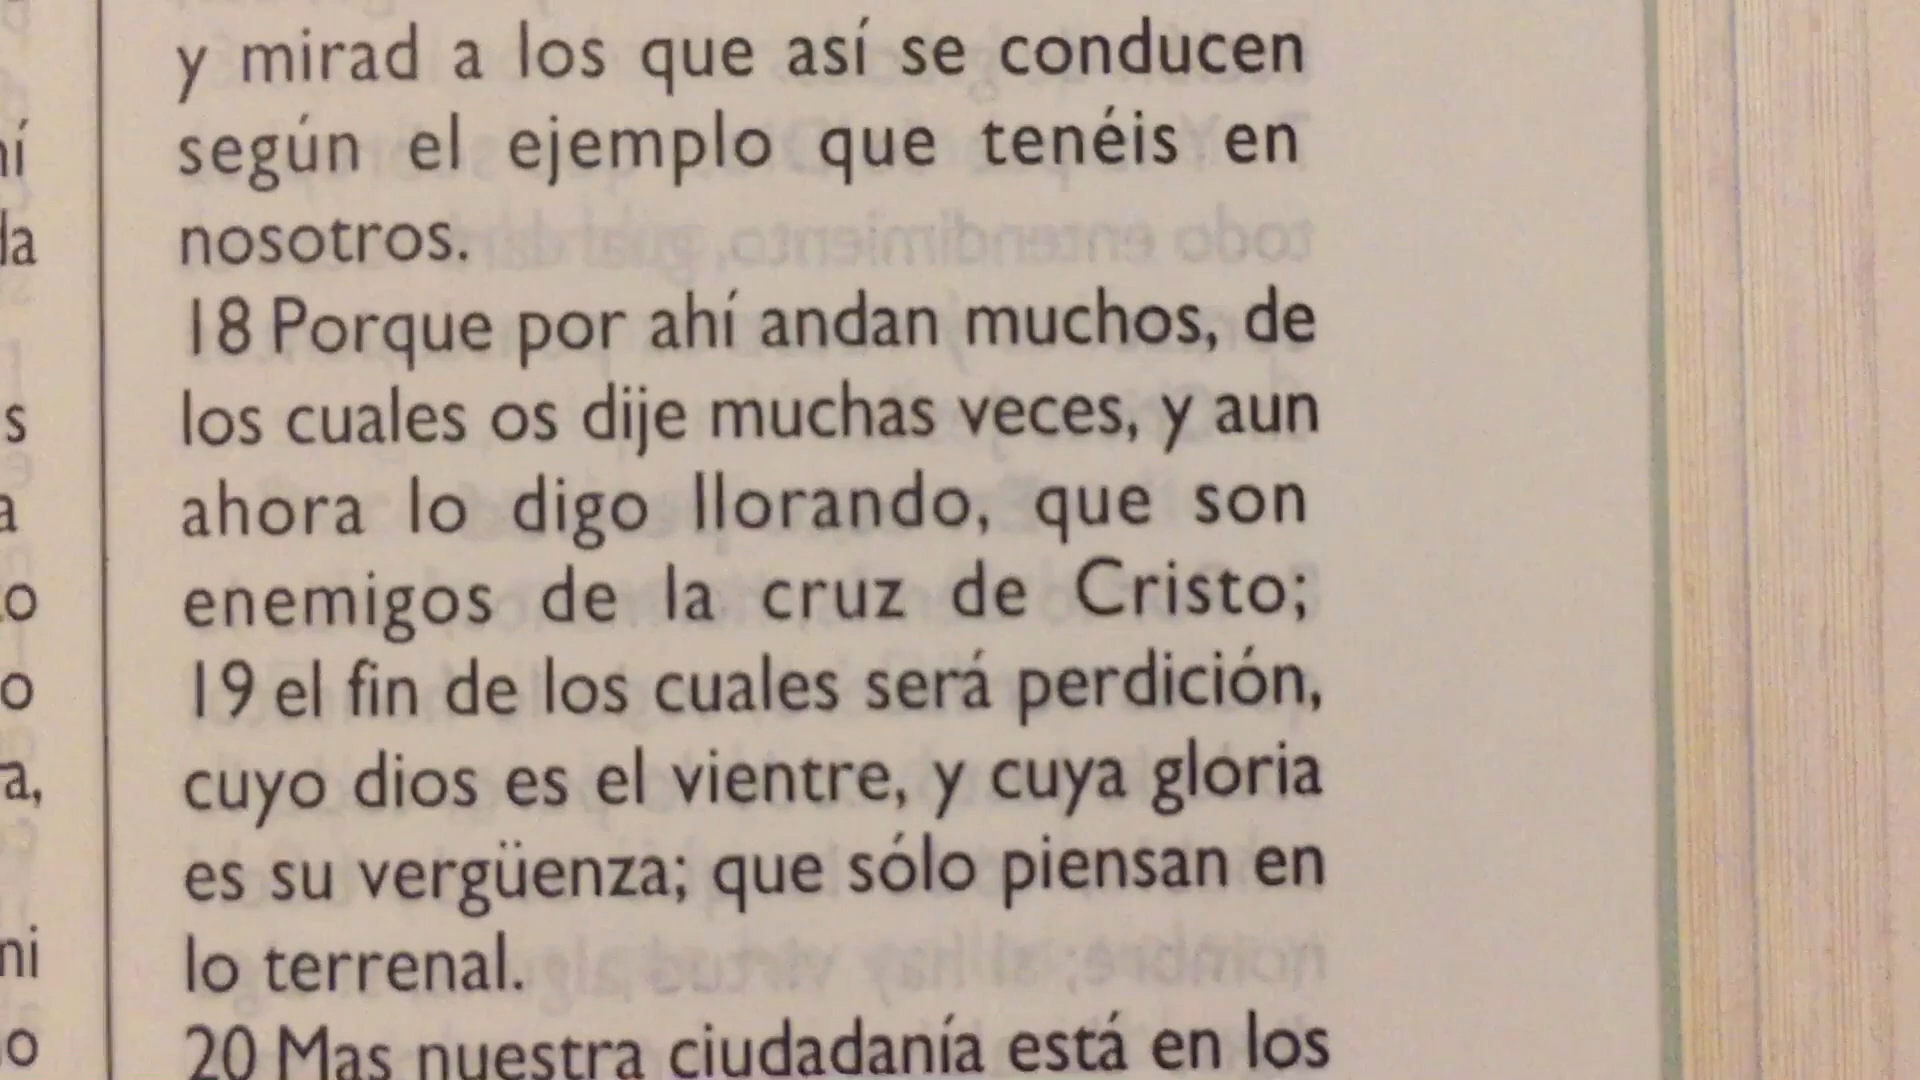 y mirad a los que así se conducen
según el ejemplo que tenéis en
nosotros.
18 Porque por ahí andan muchos, de
los cuales os dije muchas veces, y aun
ahora lo digo llorando, que son
enemigos de la cruz de Cristo;
19 el fin de los cuales será perdición,
cuyo dios es el vientre, y cuya gloria
es su vergüenza; que sólo piensan en
lo terrenal.
20 Mas nuestra ciudadanía está en los